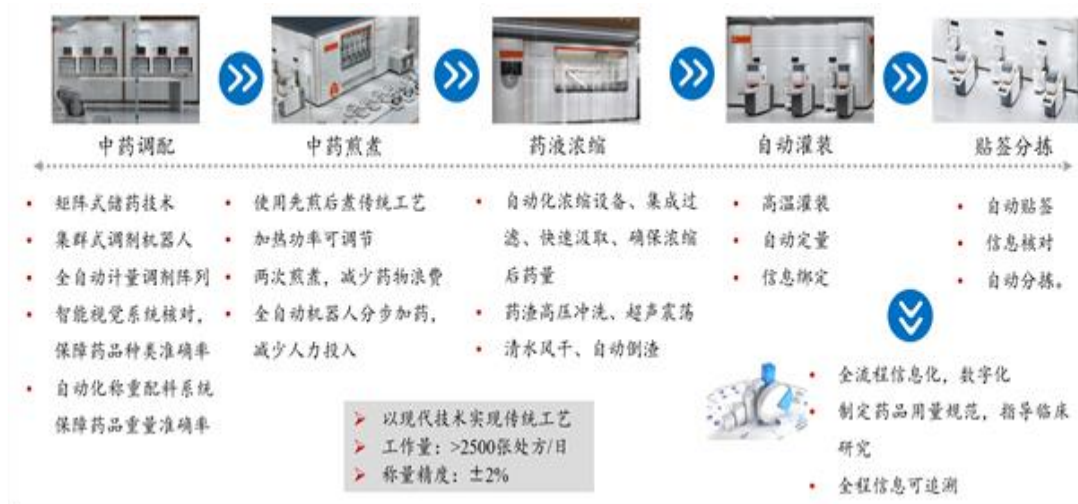 中药调配
中药煎煮
药液浓缩
自动灌装
贴签分拣
矩阵式储药技术
集群式调剂机器人
全自动计量调剂阵列
智能视觉系统核对，
保障药品种类准确率
自动化称重配料系统
保障药品重量准确率
使用先煎后煮传统工艺
加热功率可调节
两次煎煮，减少药物浪费
全自动机器人分步加药，
减少人力投入
自动化浓缩设备、集成过
滤、快速汲取、确保浓缩
后药量
药渣高压冲洗、超声震荡
清水风干、自动倒渣
高温灌装
自动定量
信息绑定
自动贴签
信息核对
自动分拣。
全流程信息化，数字化
制定药品用量规范，指导临床
研究
全程信息可追溯
以现代技术实现传统工艺
工作量：>2500张处方/日
称量精度：±2%